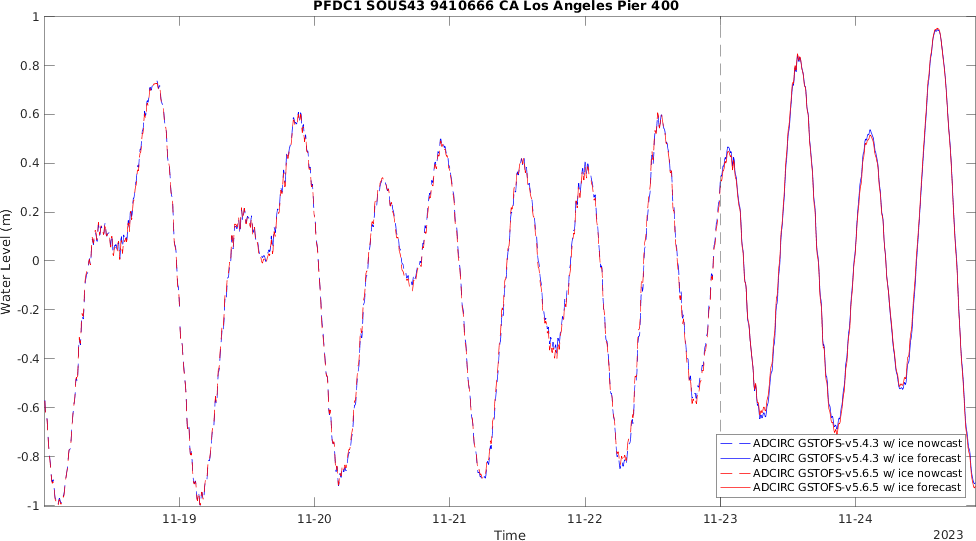 PFDC1 SOUS43 9410666 CA Los Angeles Pier 400
1
0.8
0.6
0.4
0.2
0
-0.2
-0.4
-0.6
-0.8
-1
Water Level (m)
ADCIRC GSTOFS-v5.4.3 w/ ice nowcast
ADCIRC GSTOFS-v5.4.3 w/ ice forecast
ADCIRC GSTOFS-v5.6.5 w/ ice nowcast
ADCIRC GSTOFS-v5.6.5 w/ ice forecast
11-19 11-20 11-21 11-22 11-23 11-24
Time
2023